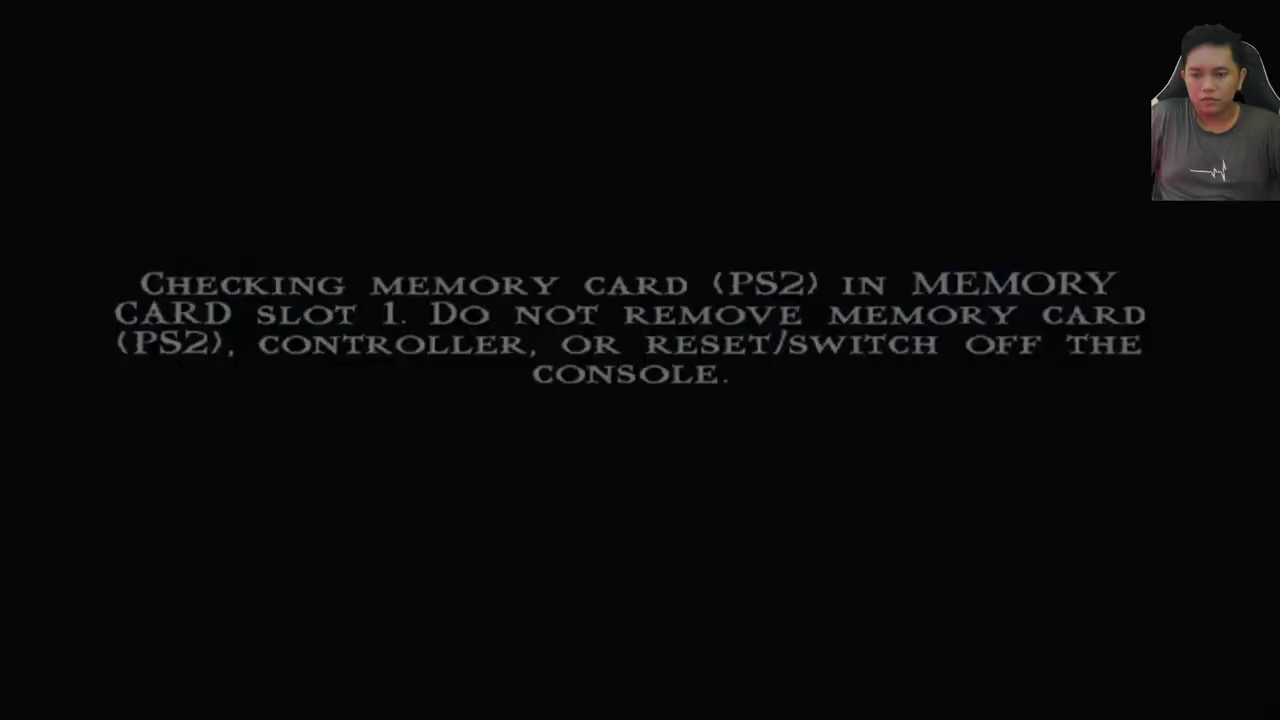 Checking memory card (PS2) in MEMORY
CARD slot 1. Do not remove memory card
(PS2), controller, or reset/switch off the
console.